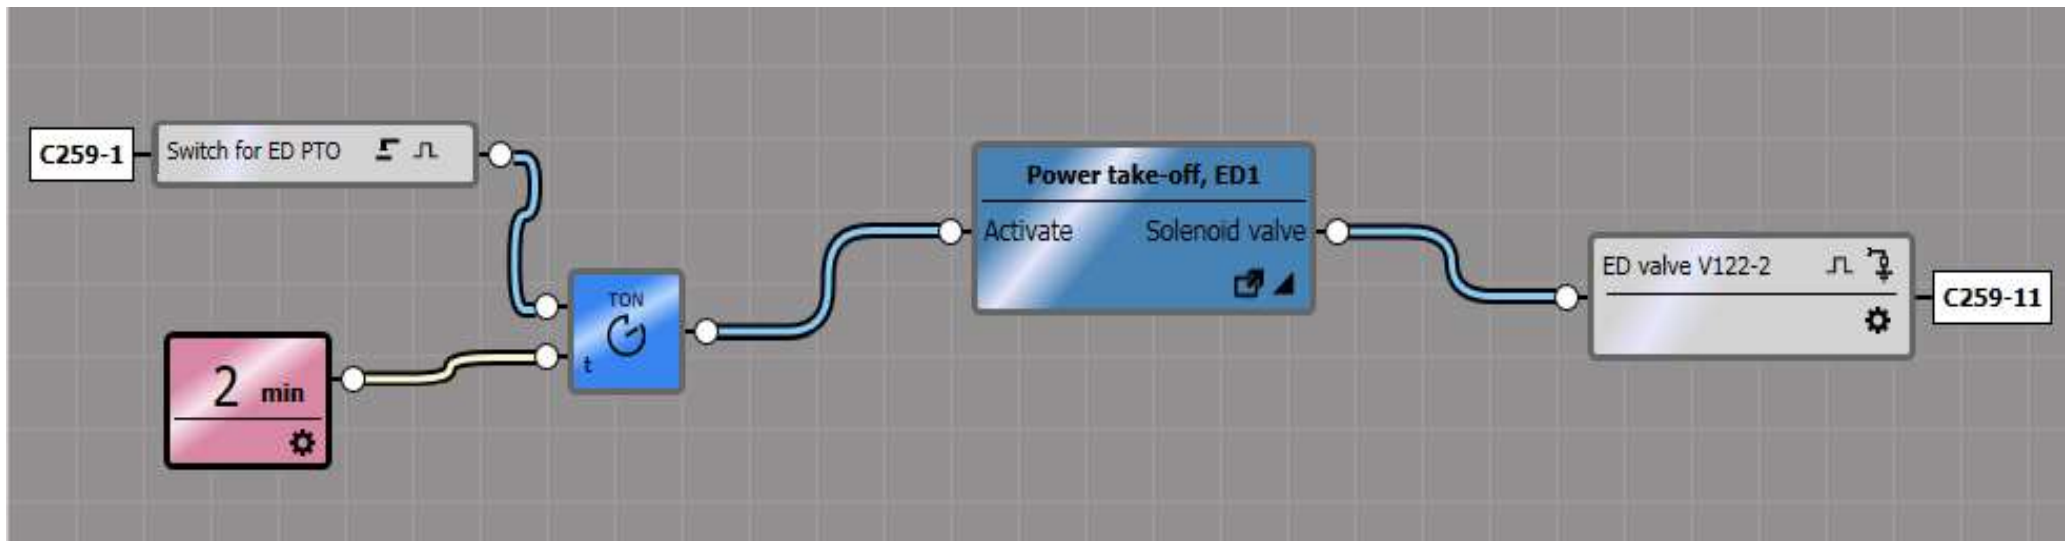 C259-1
Switch for ED PTO
2 min
TON
t
Power take-off, ED1
Activate Solenoid valve
ED valve V122-2
C259-11